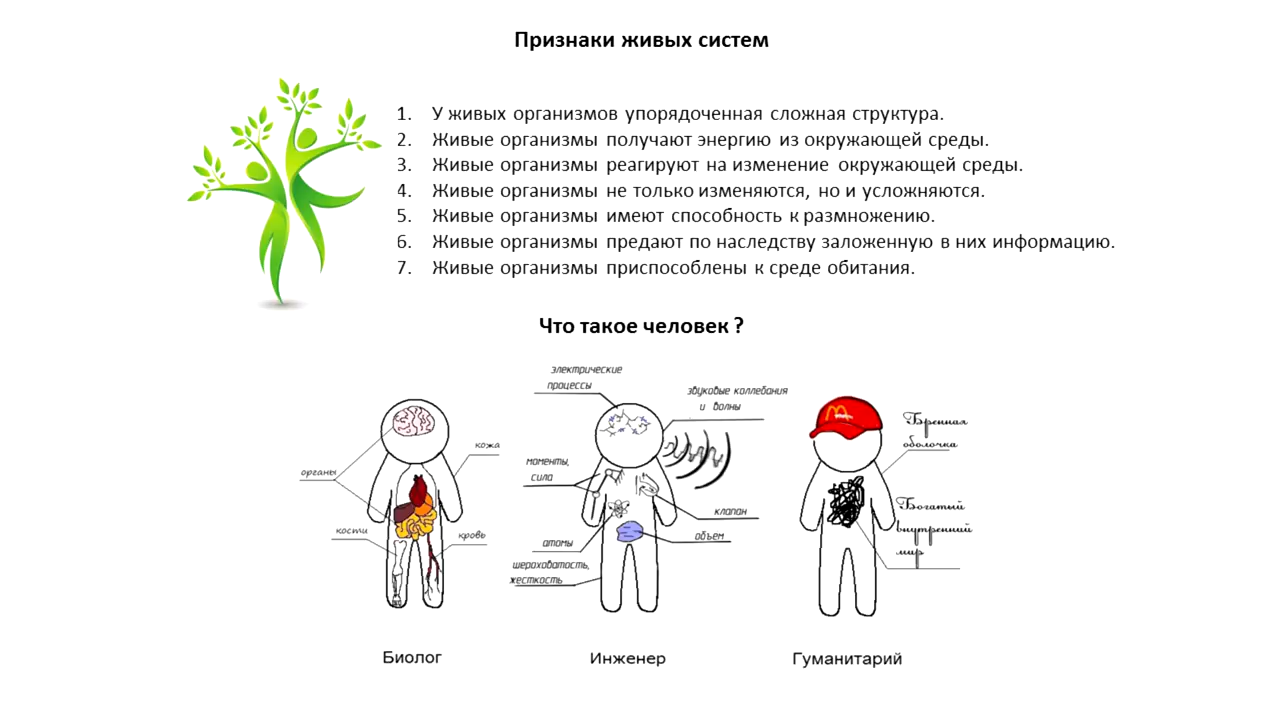 Признаки живых систем
1. У живых организмов упорядоченная сложная структура.
2. Живые организмы получают энергию из окружающей среды.
3. Живые организмы реагируют на изменение окружающей среды.
4. Живые организмы не только изменяются, но и усложняются.
5. Живые организмы имеют способность к размножению.
6. Живые организмы предают по наследству заложенную в них информацию.
7. Живые организмы приспособлены к среде обитания.
Что такое человек ?
органы
кожа
кости
кровь
Биолог
электрические
процессы
звуковые коллебания
и волны
моменты,
сила
клапан
атомы
объем
шероховатость,
жесткость
Инженер
Бренная
оболочка
Богатый
внутренний
мир
Гуманитарий